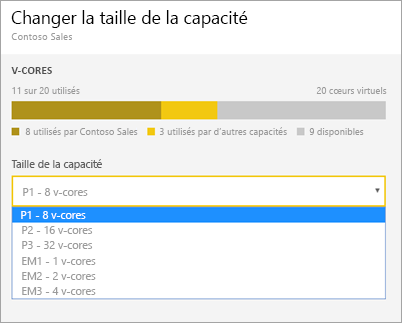 Changer la taille de la capacité
Contoso Sales
V-CORES
11 sur 20 utilisés 20 cœurs virtuels
8 utilisés par Contoso Sales 3 utilisés par d'autres capacités 9 disponibles
Taille de la capacité
P1 - 8 v-cores
P1 - 8 v-cores
P2 - 16 v-cores
P3 - 32 v-cores
EM1 - 1 v-cores
EM2 - 2 v-cores
EM3 - 4 v-cores